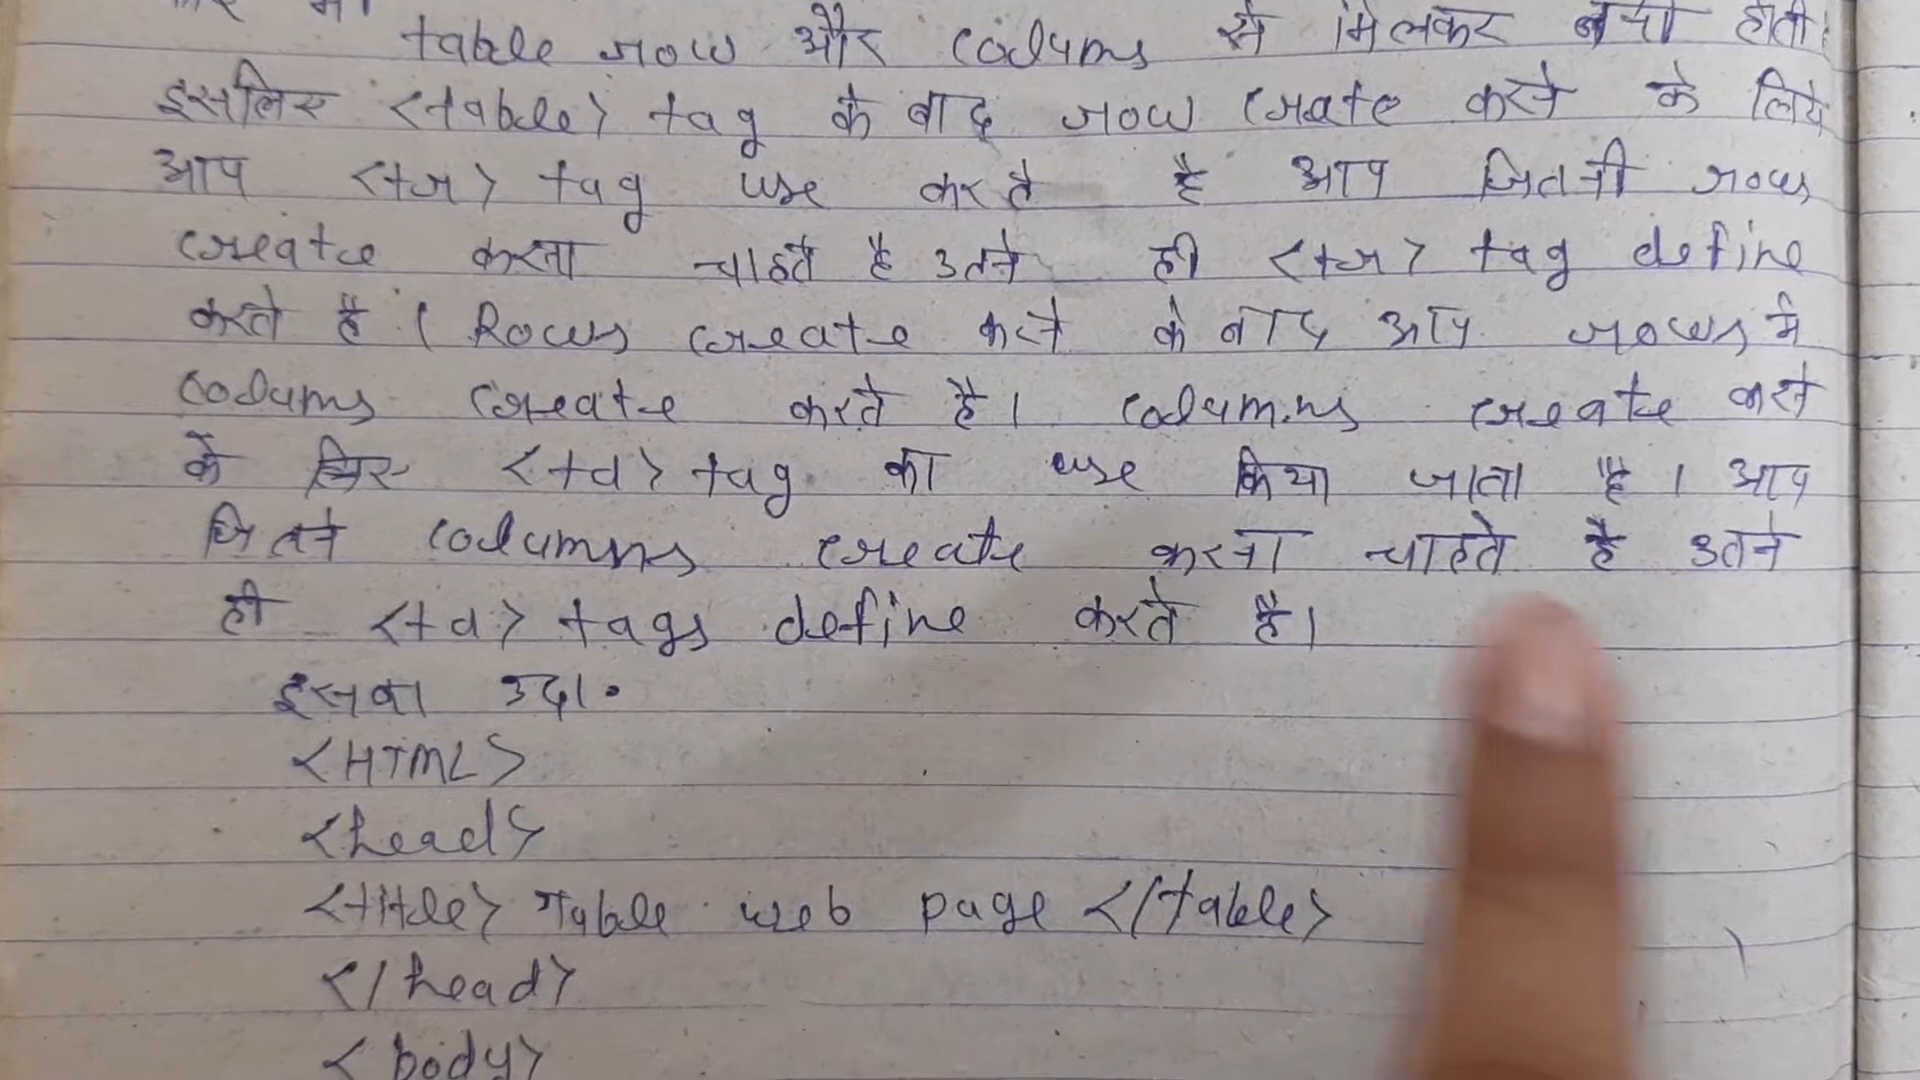 table row और colums से मिलकर बनी होती
इसलिए <table> tag के बाद row create करने के लिये
आप <tr> tag use करते है आप जितनी rows
create करना चाहते है उतने ही <tr> tag define
करते है। Rows create करने के बाद आप rows मे
colums create करते है। columns create करने
के लिए <td> tag का use किया जाता है। आप
जितने columns create करना चाहते है उतने
ही <td> tags define करते है।
इसका उदा॰
<HTML>
<head>
<title> Table web page </table>
</head>
<body>